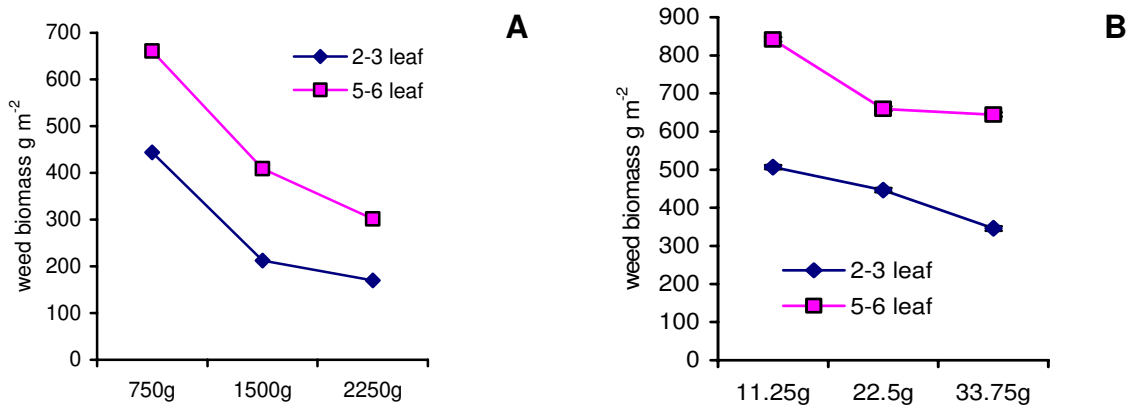 A
700
600
500
400
300
200
100
0
weed biomass g m-2
2-3 leaf
5-6 leaf
750g 1500g 2250g
B
900
800
700
600
500
400
300
200
100
0
weed biomass g m-2
2-3 leaf
5-6 leaf
11.25g 22.5g 33.75g